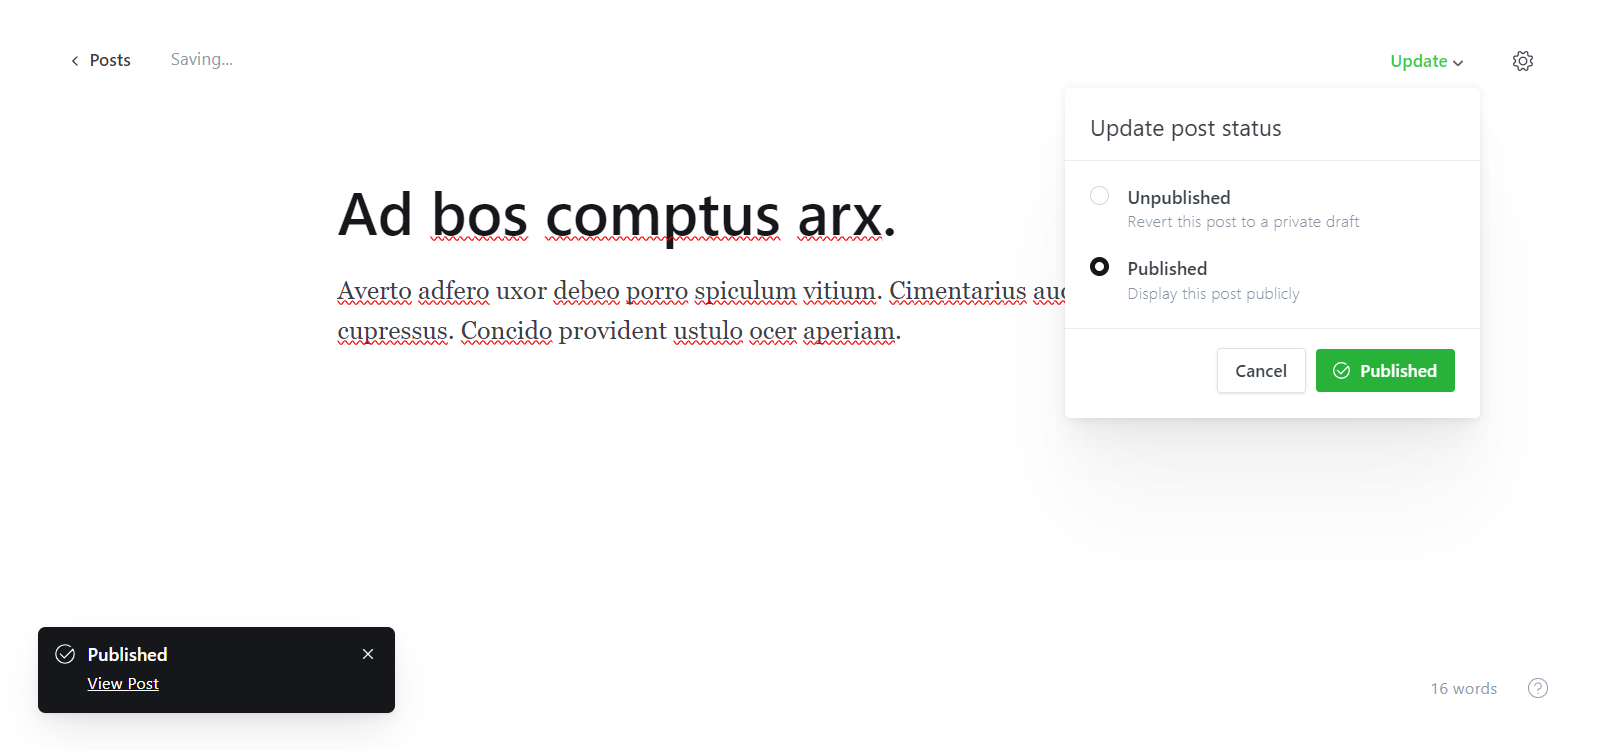 Posts
Saving...
Update
Update post status
Unpublished
Revert this post to a private draft
Published
Display this post publicly
Cancel
Published
Ad bos comptus arx.
Averto adfero uxor debeo porro spiculum vitium. Cimentarius
cupressus. Concido provident ustulo ocer aperiam.
Published
View Post
16 words
?